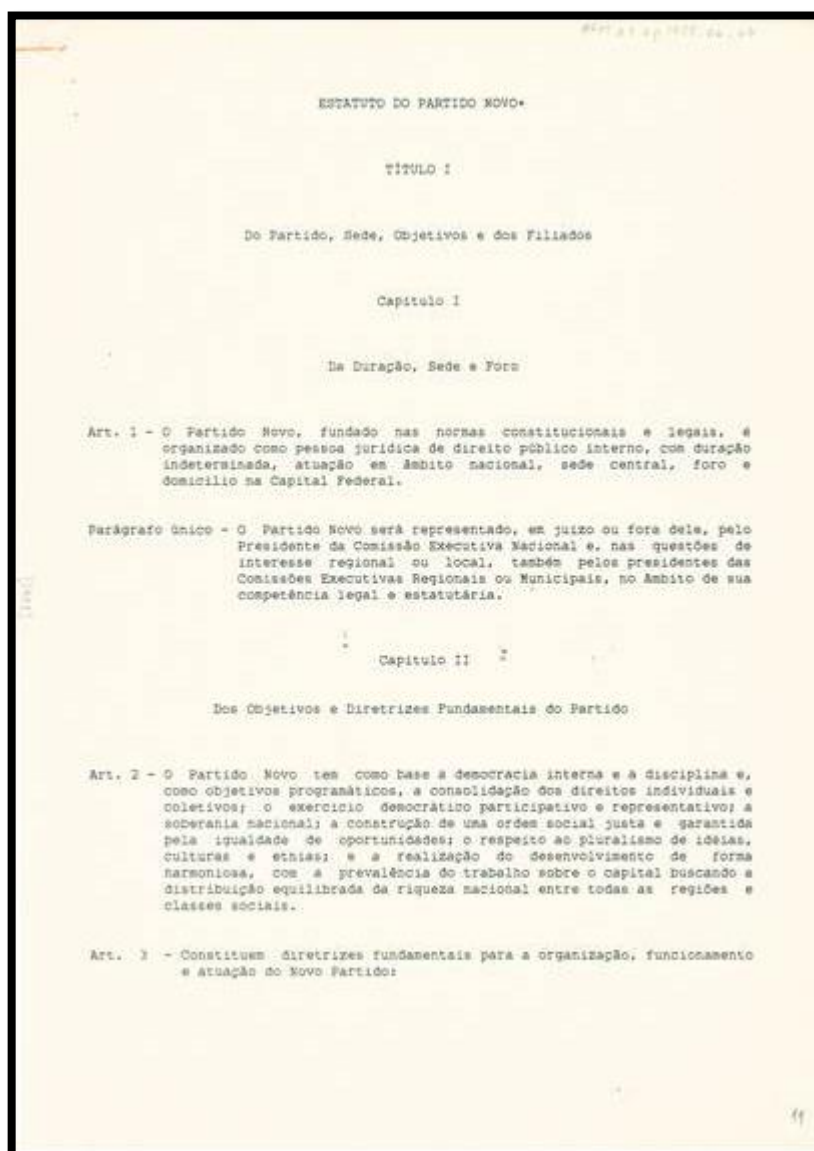 ESTATUTO DO PARTIDO NOVO*
TÍTULO I
Do Partido, Sede, Objetivos e dos Filiados
Capítulo I
Da Duração, Sede e Foro
Art. 1 - O Partido Novo, fundado nas normas constitucionais e legais, é
organizado como pessoa jurídica de direito público interno, com duração
indeterminada, atuação em âmbito nacional, sede central, foro e
domicílio na Capital Federal.
Parágrafo único - O Partido Novo será representado, em juízo ou fora dele, pelo
Presidente da Comissão Executiva Nacional e, nas questões de
interesse regional ou local, também pelos presidentes das
Comissões Executivas Regionais ou Municipais, no âmbito de sua
competência legal e estatutária.
Capítulo II
Dos Objetivos e Diretrizes Fundamentais do Partido
Art. 2 - O Partido Novo tem como base a democracia interna e a disciplina e,
como objetivos programáticos, a consolidação dos direitos individuais e
coletivos; o exercício democrático participativo e representativo; a
soberania nacional; a construção de uma ordem social justa e garantida
pela igualdade de oportunidades; o respeito ao pluralismo de idéias,
culturas e etnias; e a realização do desenvolvimento de forma
harmoniosa, com a prevalência do trabalho sobre o capital buscando a
distribuição equilibrada da riqueza nacional entre todas as regiões e
classes sociais.
Art. 3 - Constituem diretrizes fundamentais para a organização, funcionamento
e atuação do Novo Partido: